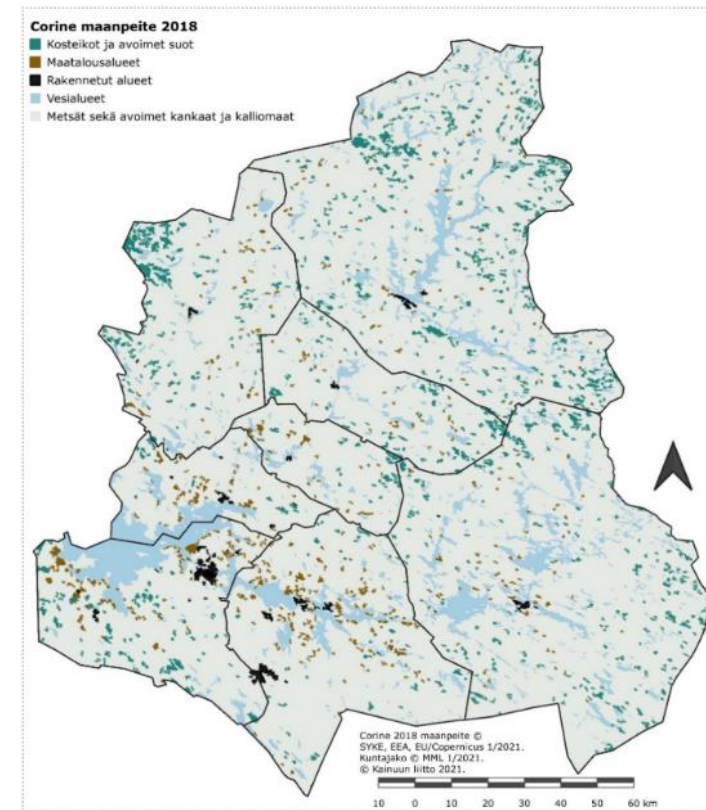 Corine maanpeite 2018
Kosteikot ja avoimet suot
Maatalousalueet
Rakennetut alueet
Vesialueet
Metsät sekä avoimet kankaat ja kalliomaat
Corine 2018 maanpeite ©
SYKE, EEA, EU/Copernicus 1/2021.
Kuntajako © MML 1/2021.
© Kainuun liitto 2021.
10 0 10 20 30 40 50 60 km